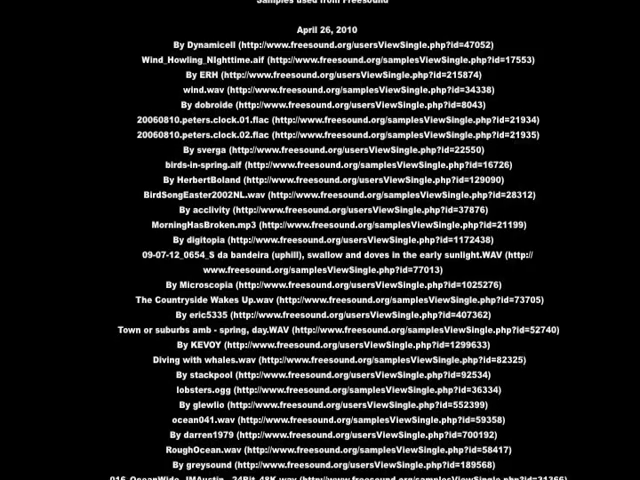 Samples used from Freesound
April 26, 2010
By Dynamicell (http://www.freesound.org/usersViewSingle.php?id=47052)
Wind_Howling_NIghttime.aif (http://www.freesound.org/samplesViewSingle.php?id=17553)
By ERH (http://www.freesound.org/usersViewSingle.php?id=215874)
wind.wav (http://www.freesound.org/samplesViewSingle.php?id=34338)
By dobroide (http://www.freesound.org/usersViewSingle.php?id=8043)
20060810.peters.clock.01.flac (http://www.freesound.org/samplesViewSingle.php?id=21934)
20060810.peters.clock.02.flac (http://www.freesound.org/samplesViewSingle.php?id=21935)
By sverga (http://www.freesound.org/usersViewSingle.php?id=22550)
birds-in-spring.aif (http://www.freesound.org/samplesViewSingle.php?id=16726)
By HerbertBoland (http://www.freesound.org/usersViewSingle.php?id=129090)
BirdSongEaster2002NL.wav (http://www.freesound.org/samplesViewSingle.php?id=28312)
By acclivity (http://www.freesound.org/usersViewSingle.php?id=37876)
MorningHasBroken.mp3 (http://www.freesound.org/samplesViewSingle.php?id=21199)
By digitopia (http://www.freesound.org/usersViewSingle.php?id=1172438)
09-07-12_0654_S da bandeira (uphill), swallow and doves in the early sunlight.WAV (http://
www.freesound.org/samplesViewSingle.php?id=77013)
By Microscopia (http://www.freesound.org/usersViewSingle.php?id=1025276)
The Countryside Wakes Up.wav (http://www.freesound.org/samplesViewSingle.php?id=73705)
By eric5335 (http://www.freesound.org/usersViewSingle.php?id=407362)
Town or suburbs amb - spring, day.WAV (http://www.freesound.org/samplesViewSingle.php?id=52740)
By KEVOY (http://www.freesound.org/usersViewSingle.php?id=1299633)
Diving with whales.wav (http://www.freesound.org/samplesViewSingle.php?id=82325)
By stackpool (http://www.freesound.org/usersViewSingle.php?id=92534)
lobsters.ogg (http://www.freesound.org/samplesViewSingle.php?id=36334)
By glewlio (http://www.freesound.org/usersViewSingle.php?id=552399)
ocean041.wav (http://www.freesound.org/samplesViewSingle.php?id=59358)
By darren1979 (http://www.freesound.org/usersViewSingle.php?id=700192)
RoughOcean.wav (http://www.freesound.org/samplesViewSingle.php?id=58417)
By greysound (http://www.freesound.org/usersViewSingle.php?id=189568)
016_OceanWide_JMAustin_24Bit_48K.wav (http://www.freesound.org/samplesViewSingle.php?id=31366)